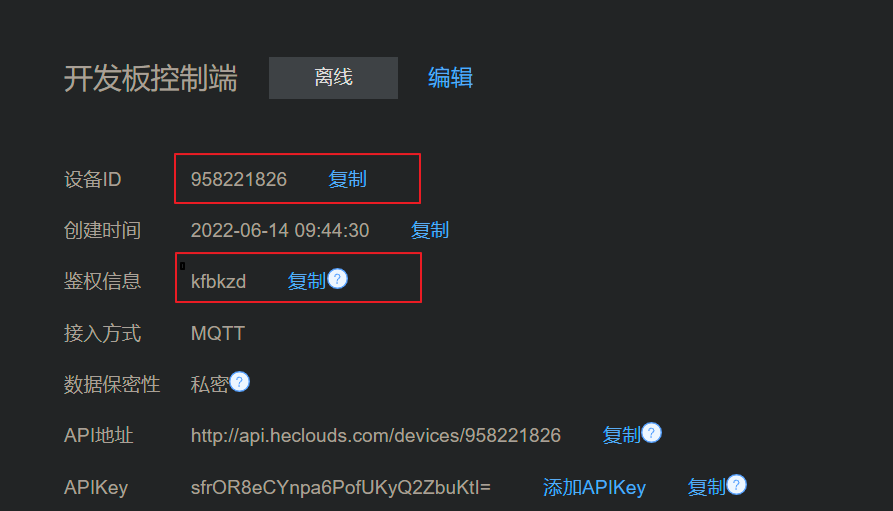 开发板控制端 离线 编辑
设备ID 958221826 复制
创建时间 2022-06-14 09:44:30 复制
鉴权信息 kfbkzd 复制 ?
接入方式 MQTT
数据保密性 私密 ?
API地址 http://api.heclouds.com/devices/958221826 复制 ?
APIKey sfrOR8eCYnpa6PofUKyQ2ZbuKtI= 添加APIKey 复制 ?